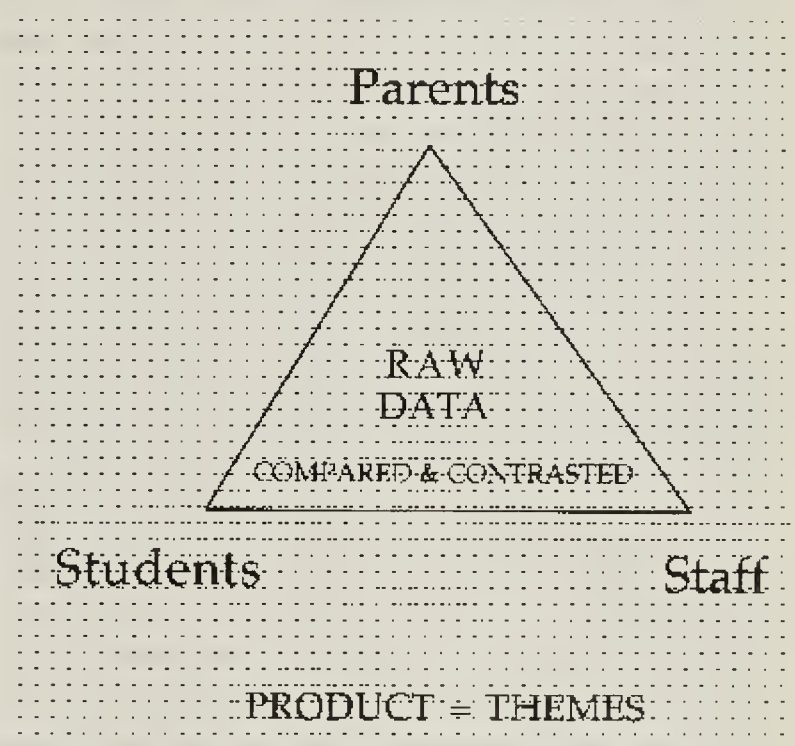 Parents
RAW
DATA
COMPARED & CONTRASTED
Students Staff
PRODUCT = THEMES